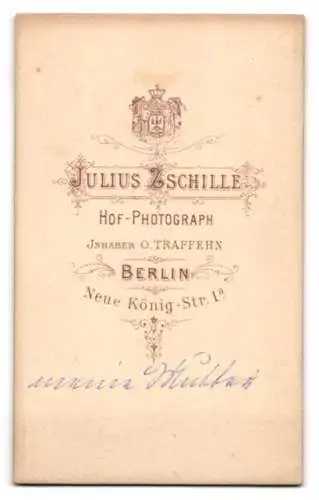 JULIUS ZSCHILLE
HOF-PHOTOGRAPH
JNHABER O. TRAFFEHN
BERLIN
Neue König-Str. 1ª
meine Mutter